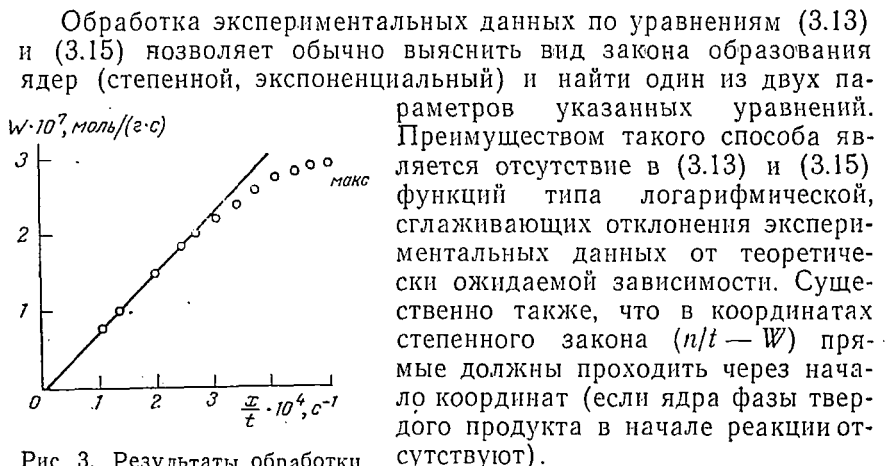 Обработка экспериментальных данных по уравнениям (3.13)
и (3.15) позволяет обычно выяснить вид закона образования
ядер (степенной, экспоненциальный) и найти один из двух па-
раметров указанных уравнений.
Преимуществом такого способа яв-
ляется отсутствие в (3.13) и (3.15)
функций типа логарифмической,
сглаживающих отклонения экспери-
ментальных данных от теоретиче-
ски ожидаемой зависимости. Суще-
ственно также, что в координатах
степенного закона (n/t — W) пря-
мые должны проходить через нача-
ло координат (если ядра фазы твер-
дого продукта в начале реакции от-
сутствуют).
W·10⁷, моль/(г·с)
3
макс
2
1
0 1 2 3 x/t · 10⁴, с⁻¹
Рис. 3. Результаты обработки